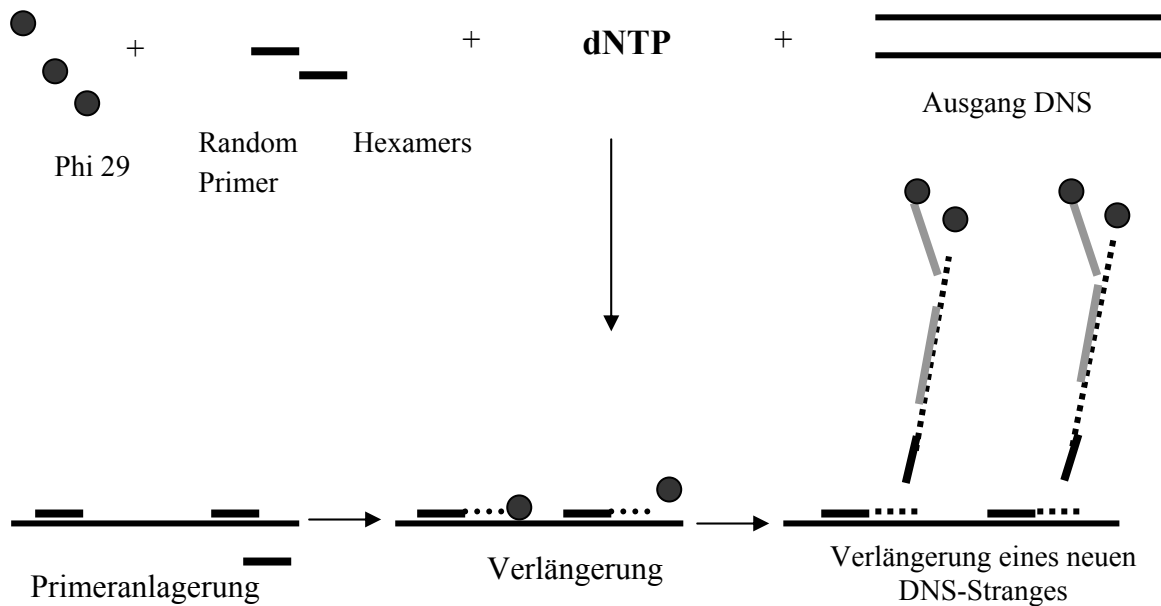 + + dNTP +
Ausgang DNS
Phi 29
Random Hexamers
Primer
Primeranlagerung
Verlängerung
Verlängerung eines neuen
DNS-Stranges